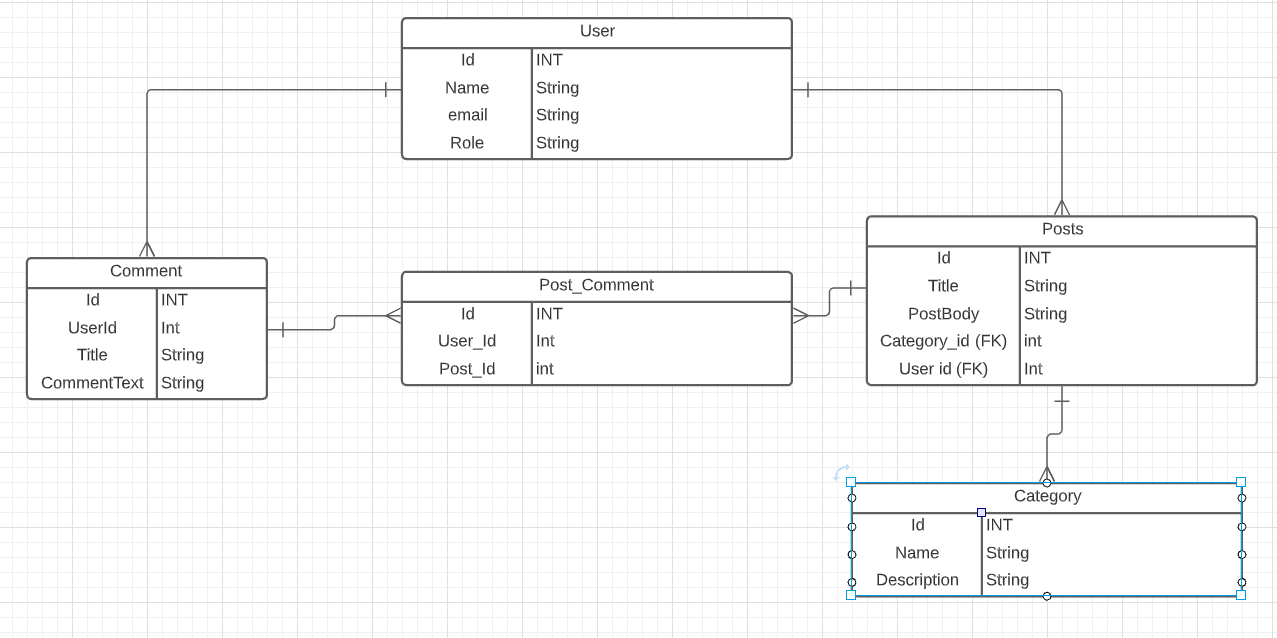 User
Id INT
Name String
email String
Role String
Comment
Id INT
UserId Int
Title String
CommentText String
Post_Comment
Id INT
User_Id Int
Post_Id int
Posts
Id INT
Title String
PostBody String
Category_id (FK) int
User id (FK) Int
Category
Id INT
Name String
Description String